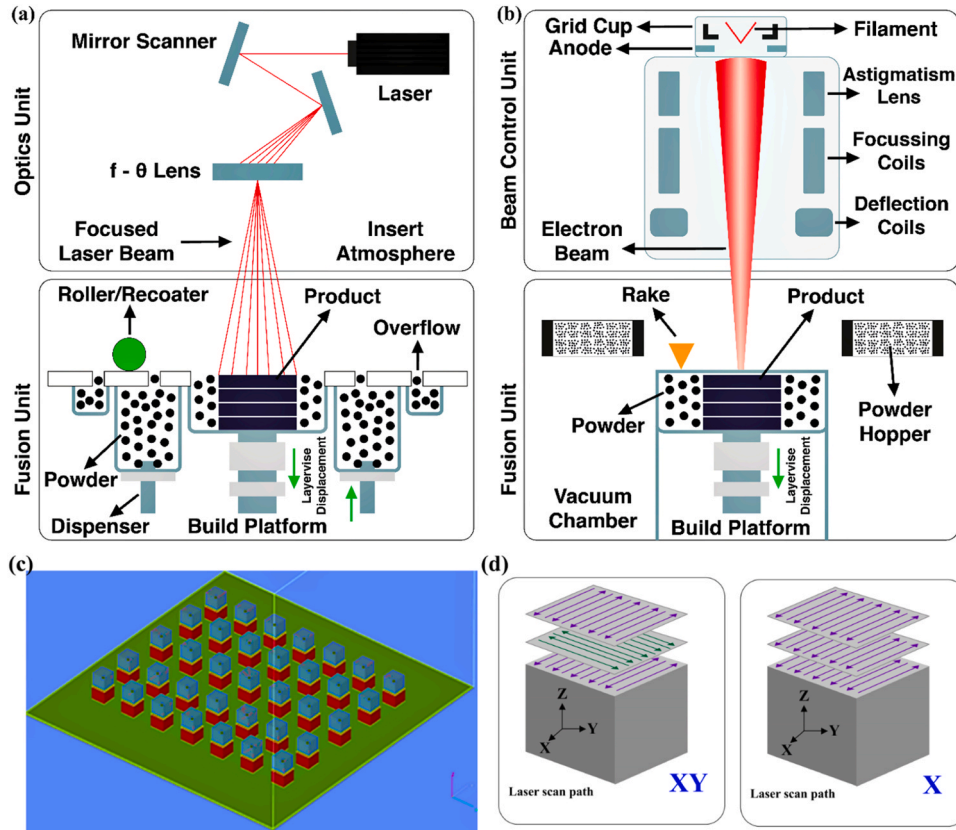 (a)
Mirror Scanner
Laser
f - θ Lens
Focused
Laser Beam
Insert
Atmosphere
Optics Unit
Roller/Recoater
Product
Overflow
Powder
Dispenser
Build Platform
Layervise
Displacement
Fusion Unit
(b)
Grid Cup
Anode
Filament
Astigmatism
Lens
Focussing
Coils
Deflection
Coils
Electron
Beam
Beam Control Unit
Rake
Product
Powder
Powder
Hopper
Vacuum
Chamber
Build Platform
Layervise
Displacement
Fusion Unit
(c)
(d)
Z
Y
X
Laser scan path
XY
Z
Y
X
Laser scan path
X